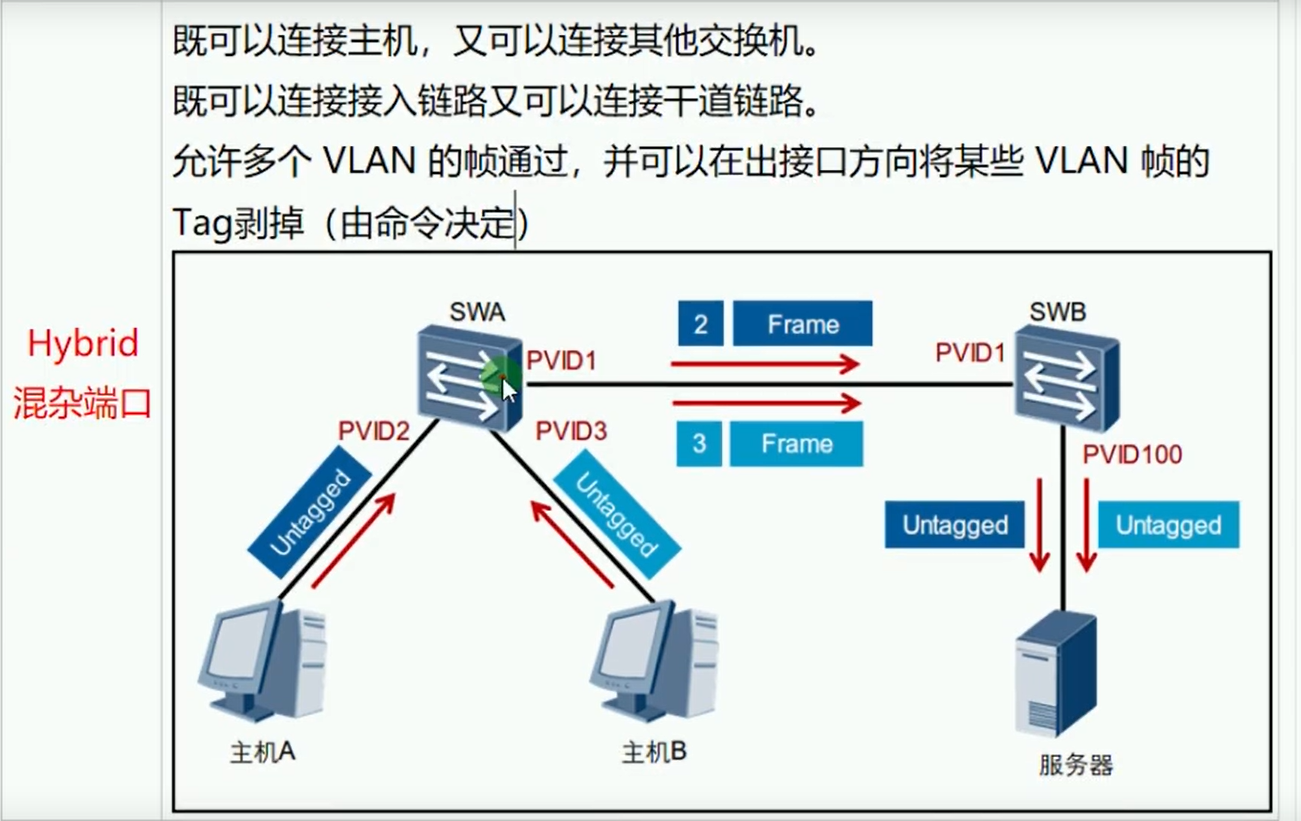 既可以连接主机，又可以连接其他交换机。
既可以连接接入链路又可以连接干道链路。
允许多个 VLAN 的帧通过，并可以在出接口方向将某些 VLAN 帧的
Tag剥掉（由命令决定）
Hybrid
混杂端口
SWA
SWB
2
Frame
PVID1
PVID1
PVID2
PVID3
3
Frame
PVID100
Untagged
Untagged
Untagged
Untagged
主机A
主机B
服务器